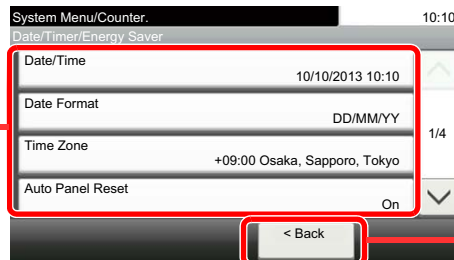 System Menu/Counter.
10:10
Date/Timer/Energy Saver
Date/Time
10/10/2013 10:10
Date Format
DD/MM/YY
1/4
Time Zone
+09:00 Osaka, Sapporo, Tokyo
Auto Panel Reset
On
< Back